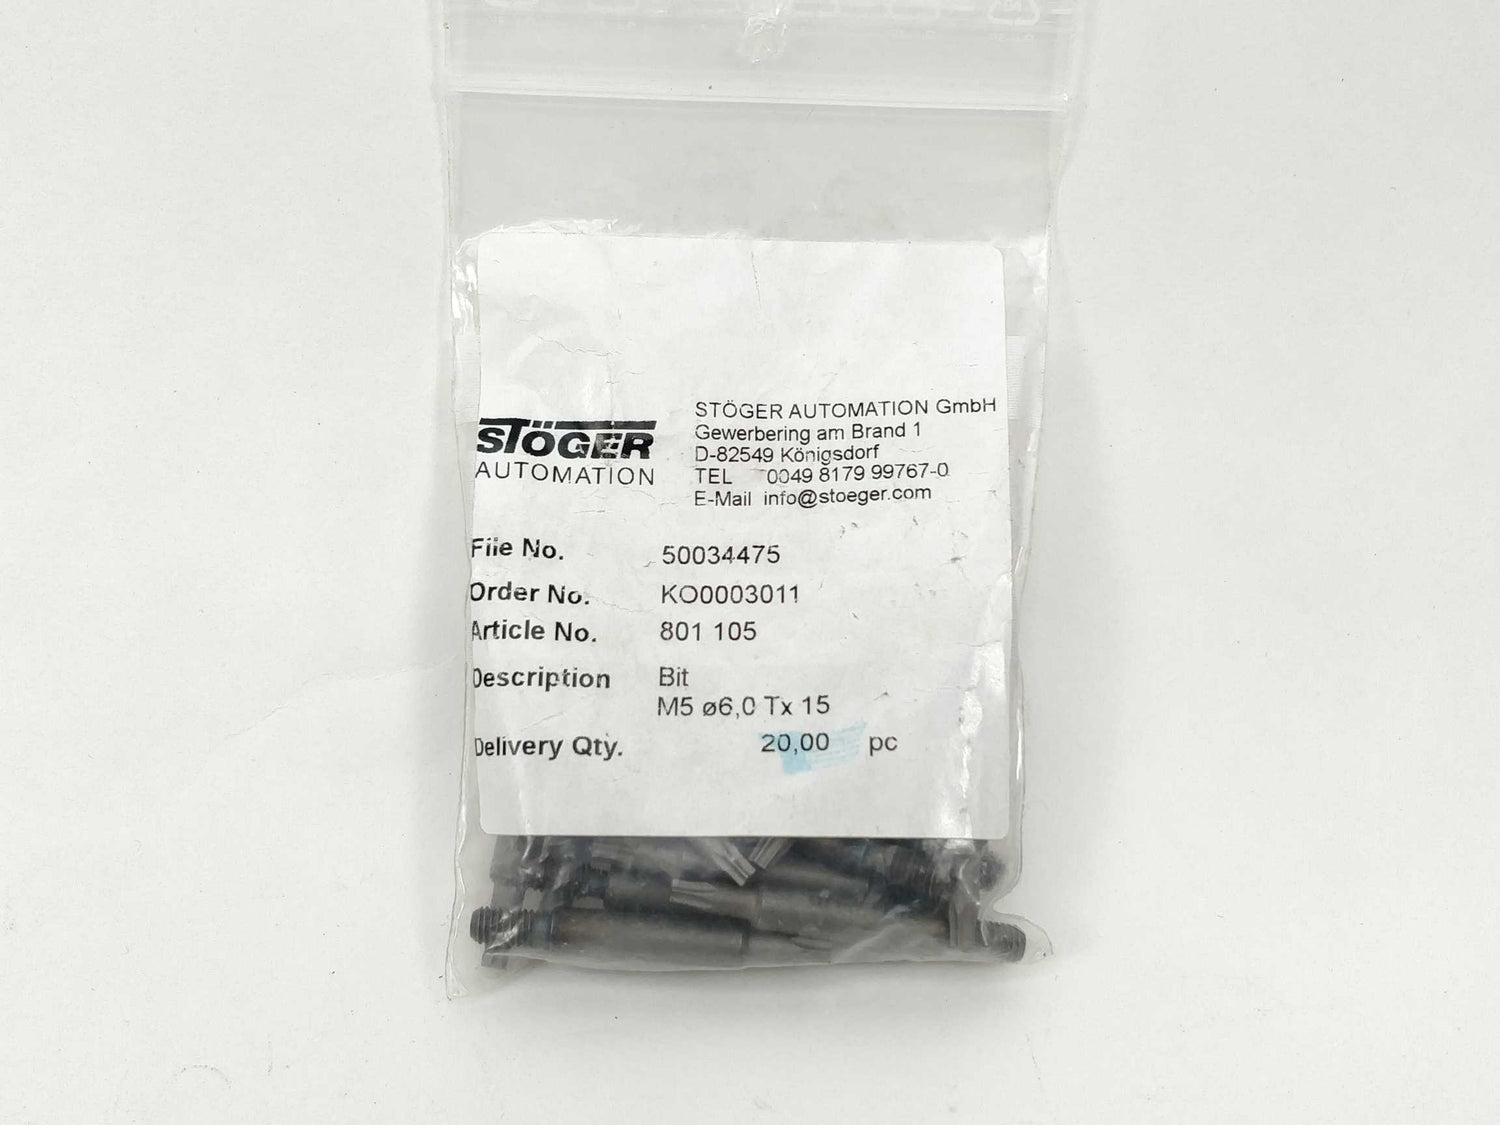 STÖGER
AUTOMATION
STÖGER AUTOMATION GmbH
Gewerbering am Brand 1
D-82549 Königsdorf
TEL 0049 8179 99767-0
E-Mail info@stoeger.com
File No. 50034475
Order No. KO0003011
Article No. 801 105
Description Bit
M5 ø6,0 Tx 15
Delivery Qty. 20,00 pc